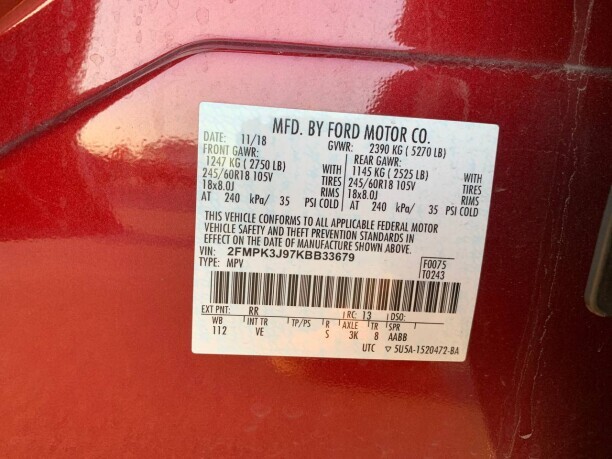 MFD. BY FORD MOTOR CO.
DATE: 11/18 GVWR: 2390 KG ( 5270 LB)
FRONT GAWR: REAR GAWR:
1247 KG ( 2750 LB) WITH 1145 KG ( 2525 LB) WITH
245/60R18 105V TIRES 245/60R18 105V TIRES
18x8.0J RIMS 18x8.0J RIMS
AT 240 kPa/ 35 PSI COLD AT 240 kPa/ 35 PSI COLD
THIS VEHICLE CONFORMS TO ALL APPLICABLE FEDERAL MOTOR
VEHICLE SAFETY AND THEFT PREVENTION STANDARDS IN
EFFECT ON THE DATE OF MANUFACTURE SHOWN ABOVE.
VIN: 2FMPK3J97KBB33679 F0075
TYPE: MPV T0243
EXT PNT: RR RC: 13 DSO:
WB INT TR TP/PS R AXLE TR SPR
112 VE S 3K 8 AABB
UTC ▽ 5U5A-1520472-BA